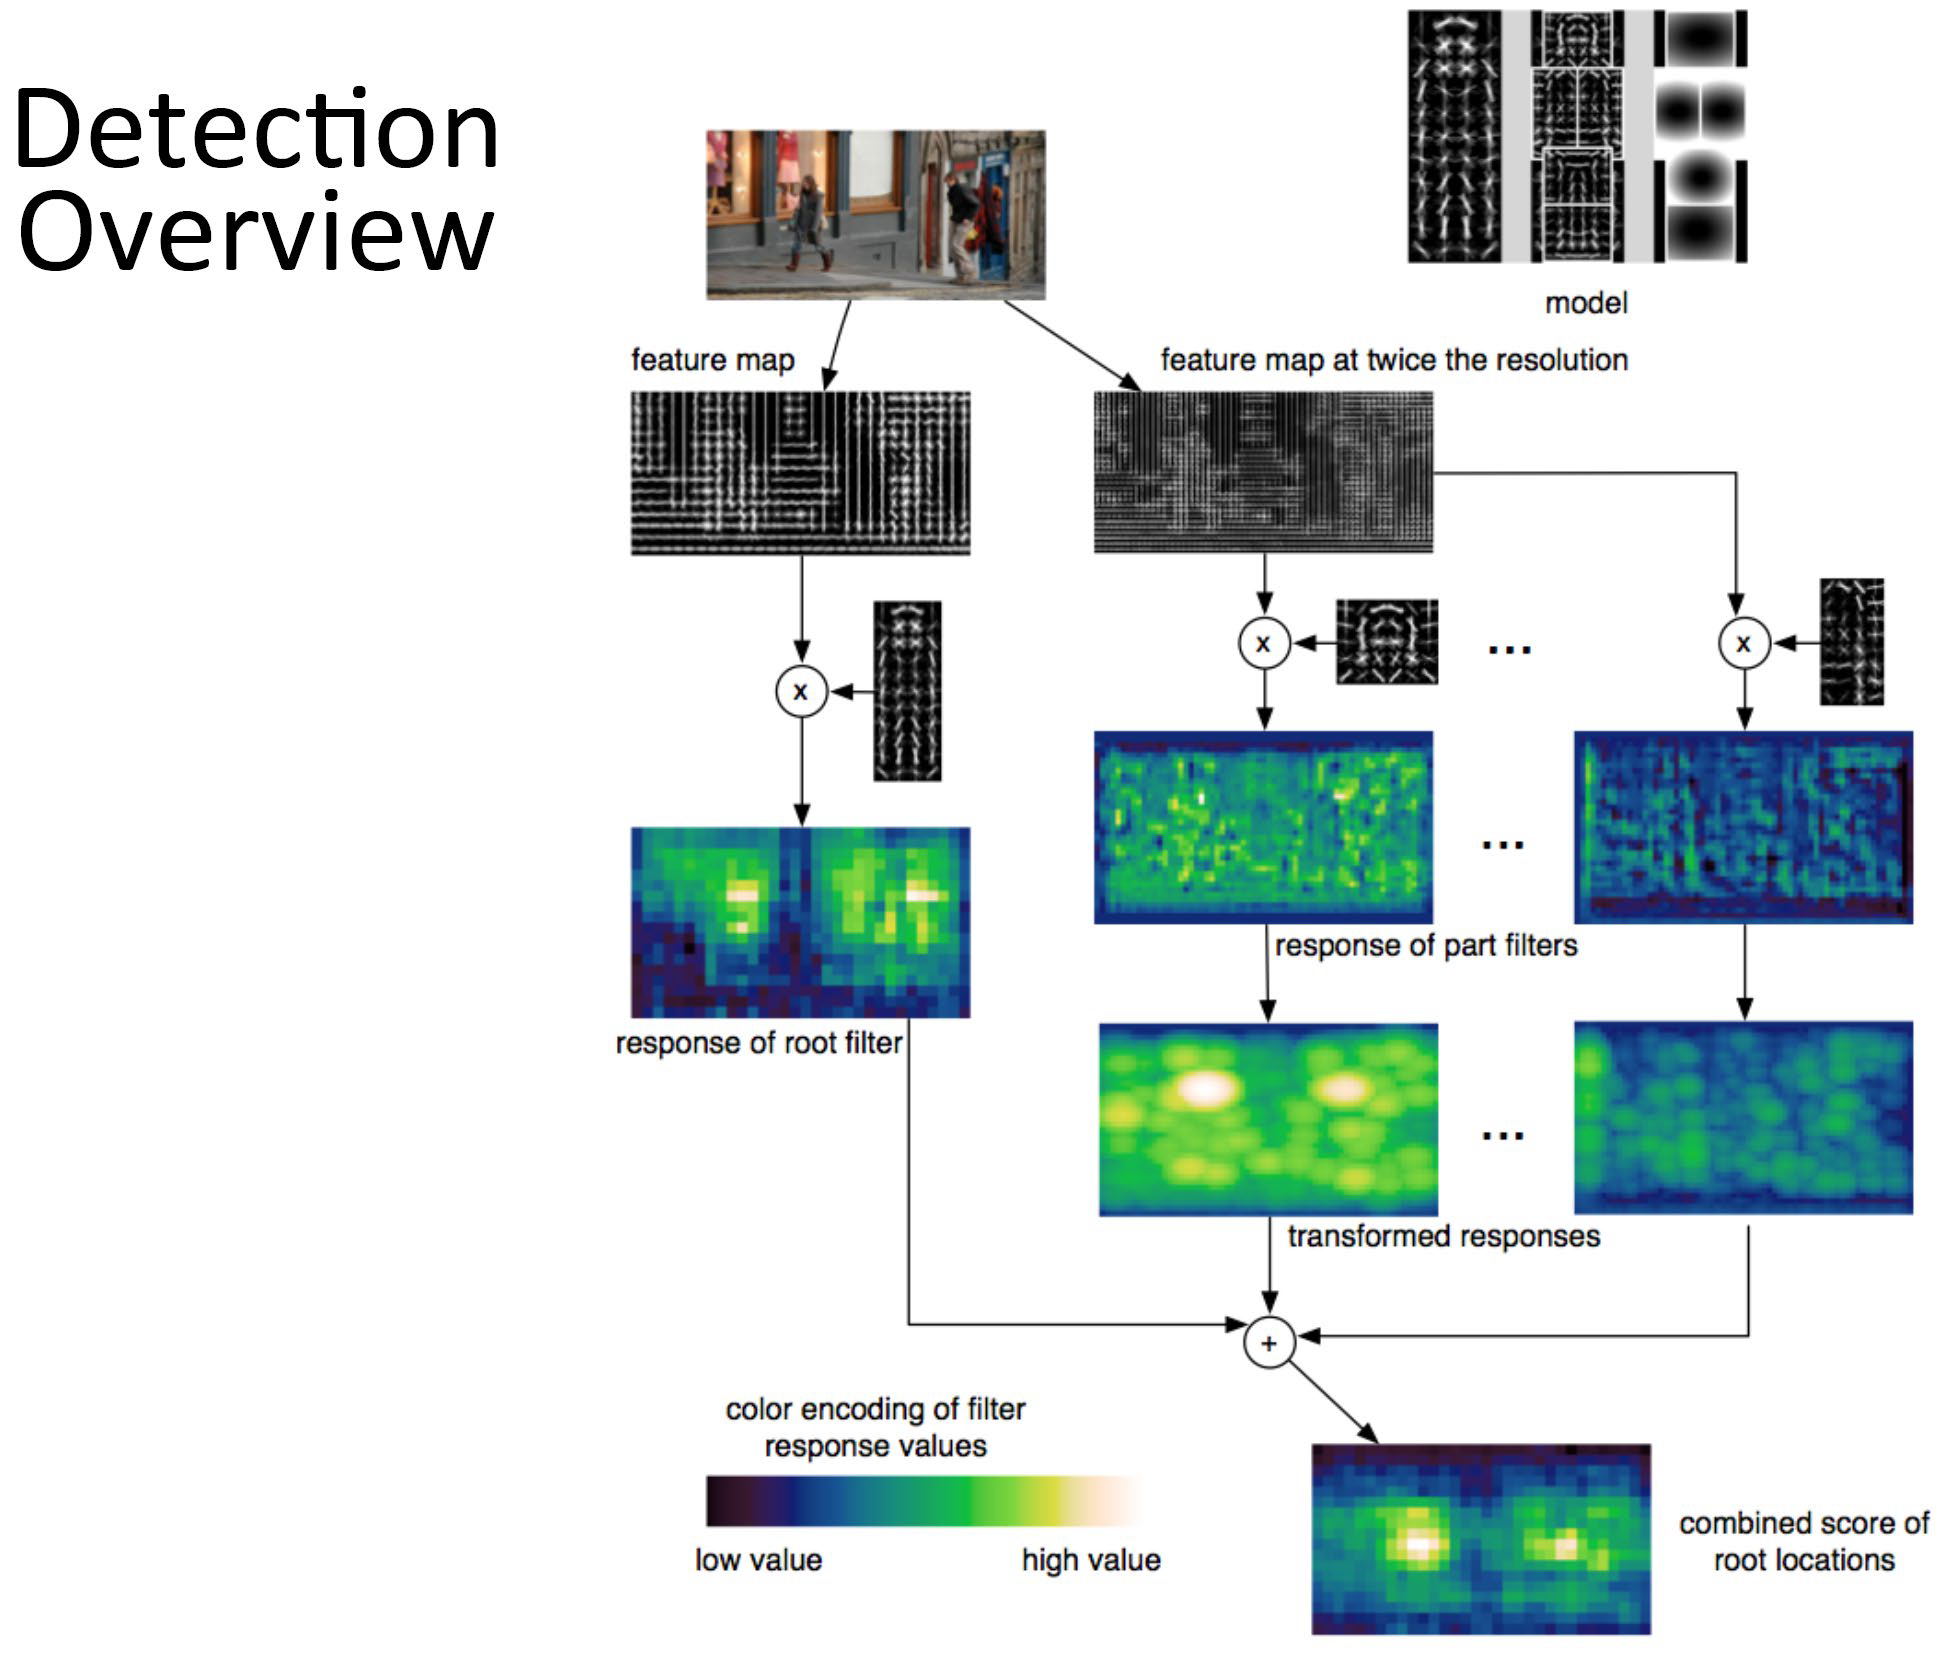 Detection
Overview
model
feature map
feature map at twice the resolution
x
x
...
x
...
response of part filters
response of root filter
...
transformed responses
+
color encoding of filter
response values
low value
high value
combined score of
root locations